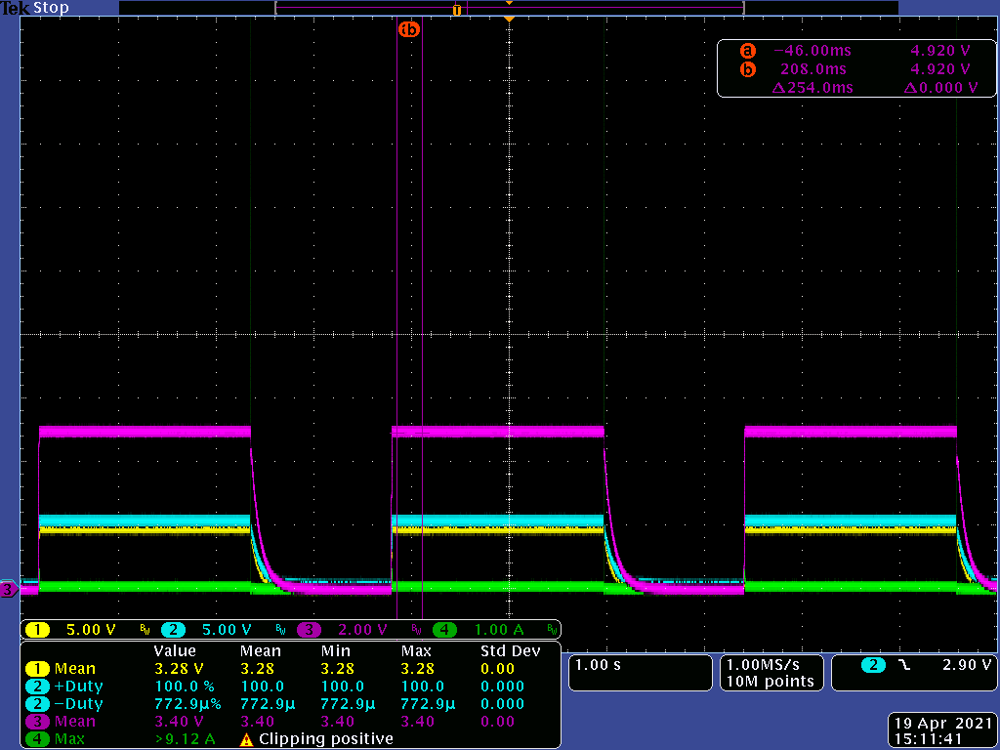 Tek Stop
T
b
a −46.00ms 4.920 V
b 208.0ms 4.920 V
Δ254.0ms Δ0.000 V
3
1 5.00 V BW 2 5.00 V BW 3 2.00 V BW 4 1.00 A BW
Value Mean Min Max Std Dev
1 Mean 3.28 V 3.28 3.28 3.28 0.00
2 +Duty 100.0 % 100.0 100.0 100.0 0.000
2 −Duty 772.9µ% 772.9µ 772.9µ 772.9µ 0.000
3 Mean 3.40 V 3.40 3.40 3.40 0.00
4 Max >9.12 A Clipping positive
1.00 s
1.00MS/s
10M points
2 2.90 V
19 Apr 2021
15:11:41